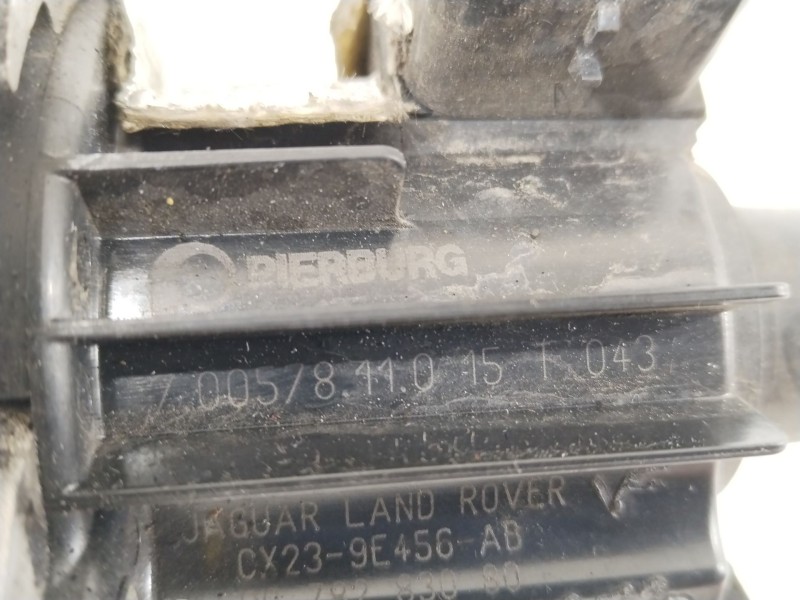 PIERBURG
7.00578.11.0 15 T 043
JAGUAR LAND ROVER
CX23-9E456-AB